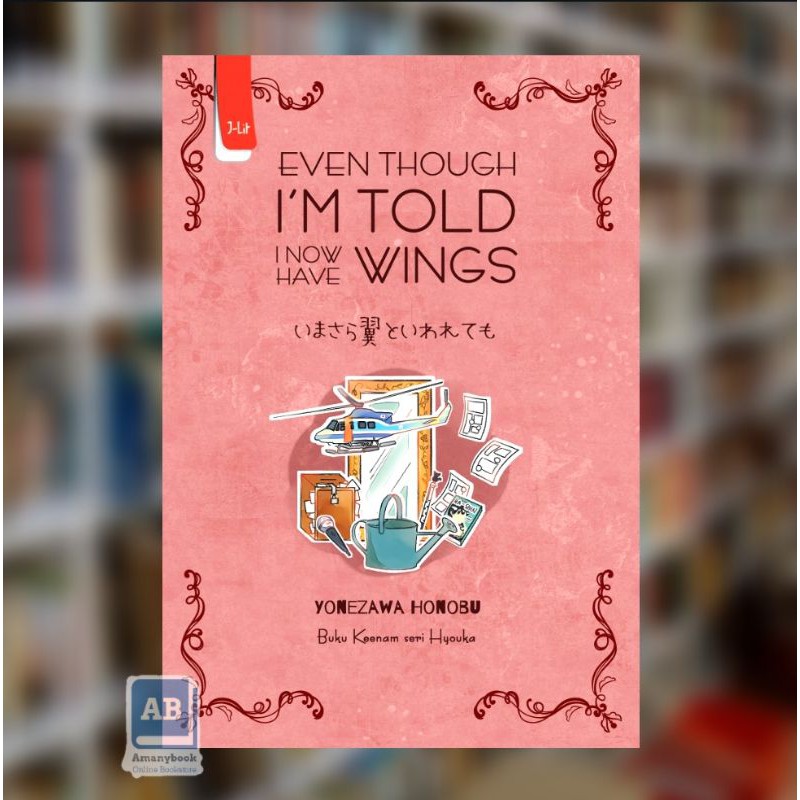 J-Lit
EVEN THOUGH
I'M TOLD
I NOW
HAVE WINGS
いまさら翼といわれても
YONEZAWA HONOBU
Buku Keenam seri Hyouka
AB
Amanybook
Online Bookstore